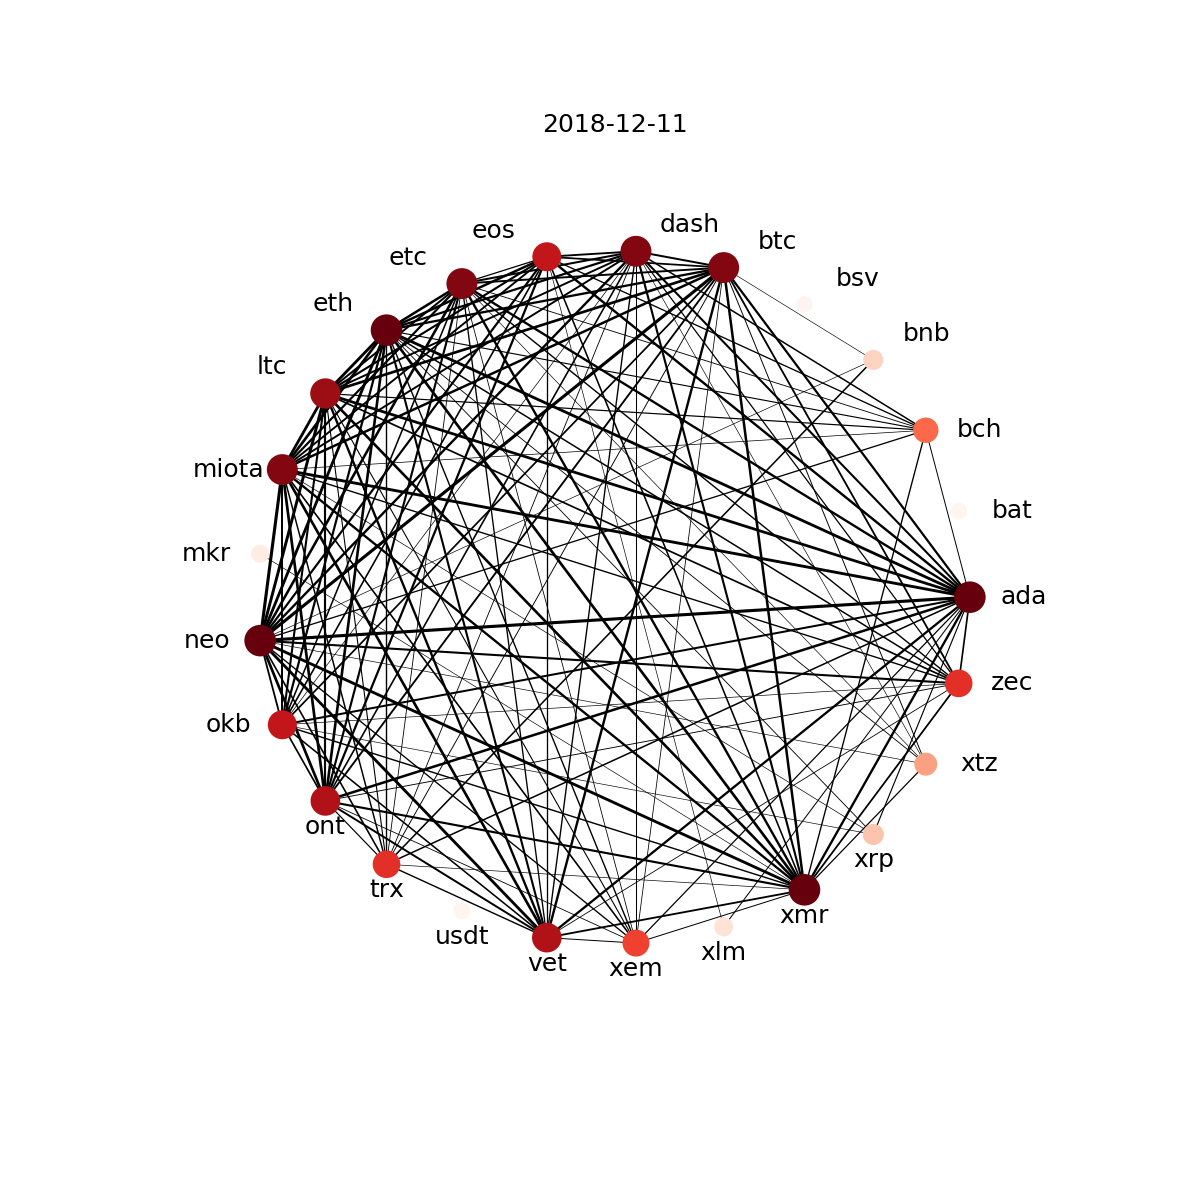 2018-12-11
dash
eos
btc
etc
bsv
eth
bnb
ltc
bch
miota
bat
mkr
ada
neo
zec
okb
xtz
ont
xrp
trx
xmr
usdt
xlm
vet
xem